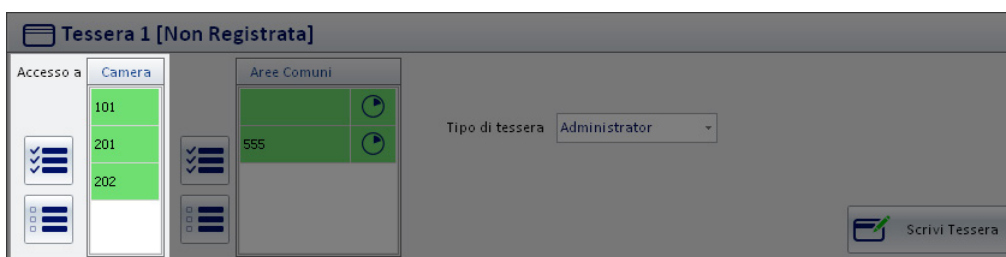 Tessera 1 [Non Registrata]
Accesso a
Camera
101
201
202
Aree Comuni
555
Tipo di tessera
Administrator
Scrivi Tessera